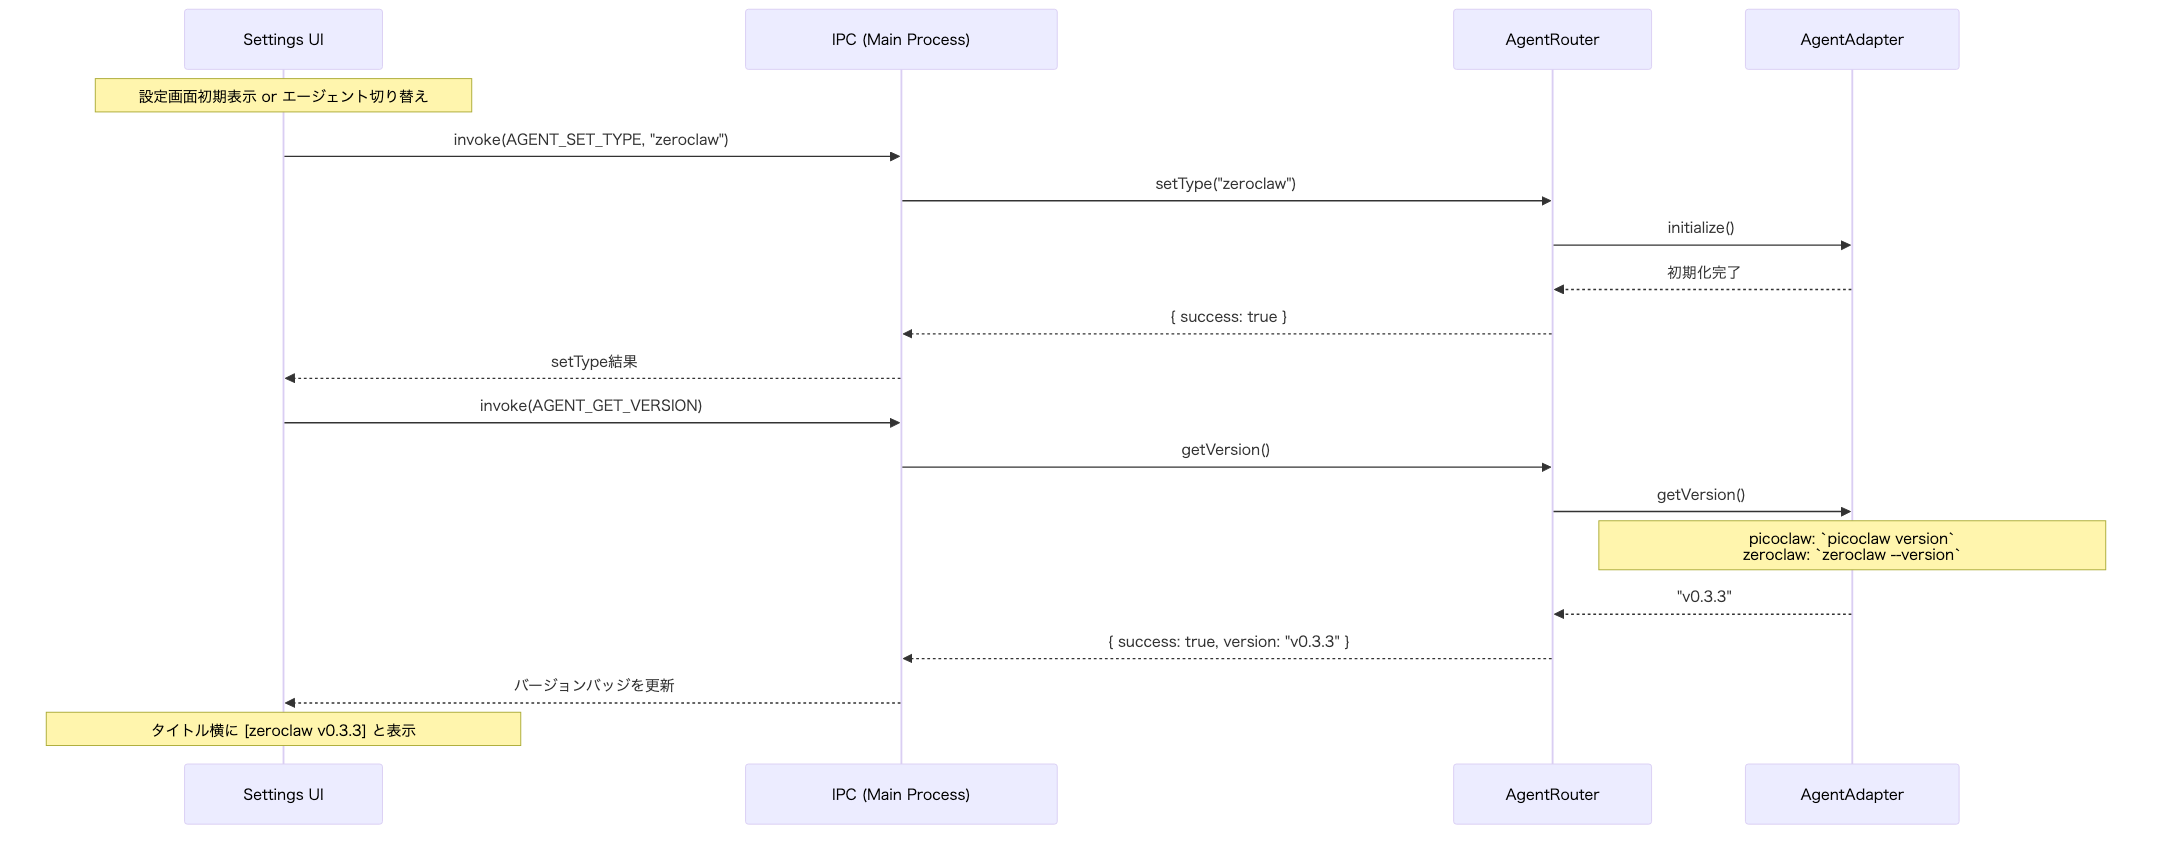 Settings UI
IPC (Main Process)
AgentRouter
AgentAdapter
設定画面初期表示 or エージェント切り替え
invoke(AGENT_SET_TYPE, "zeroclaw")
setType("zeroclaw")
initialize()
初期化完了
{ success: true }
setType結果
invoke(AGENT_GET_VERSION)
getVersion()
getVersion()
picoclaw: `picoclaw version`
zeroclaw: `zeroclaw --version`
"v0.3.3"
{ success: true, version: "v0.3.3" }
バージョンバッジを更新
タイトル横に [zeroclaw v0.3.3] と表示
Settings UI
IPC (Main Process)
AgentRouter
AgentAdapter